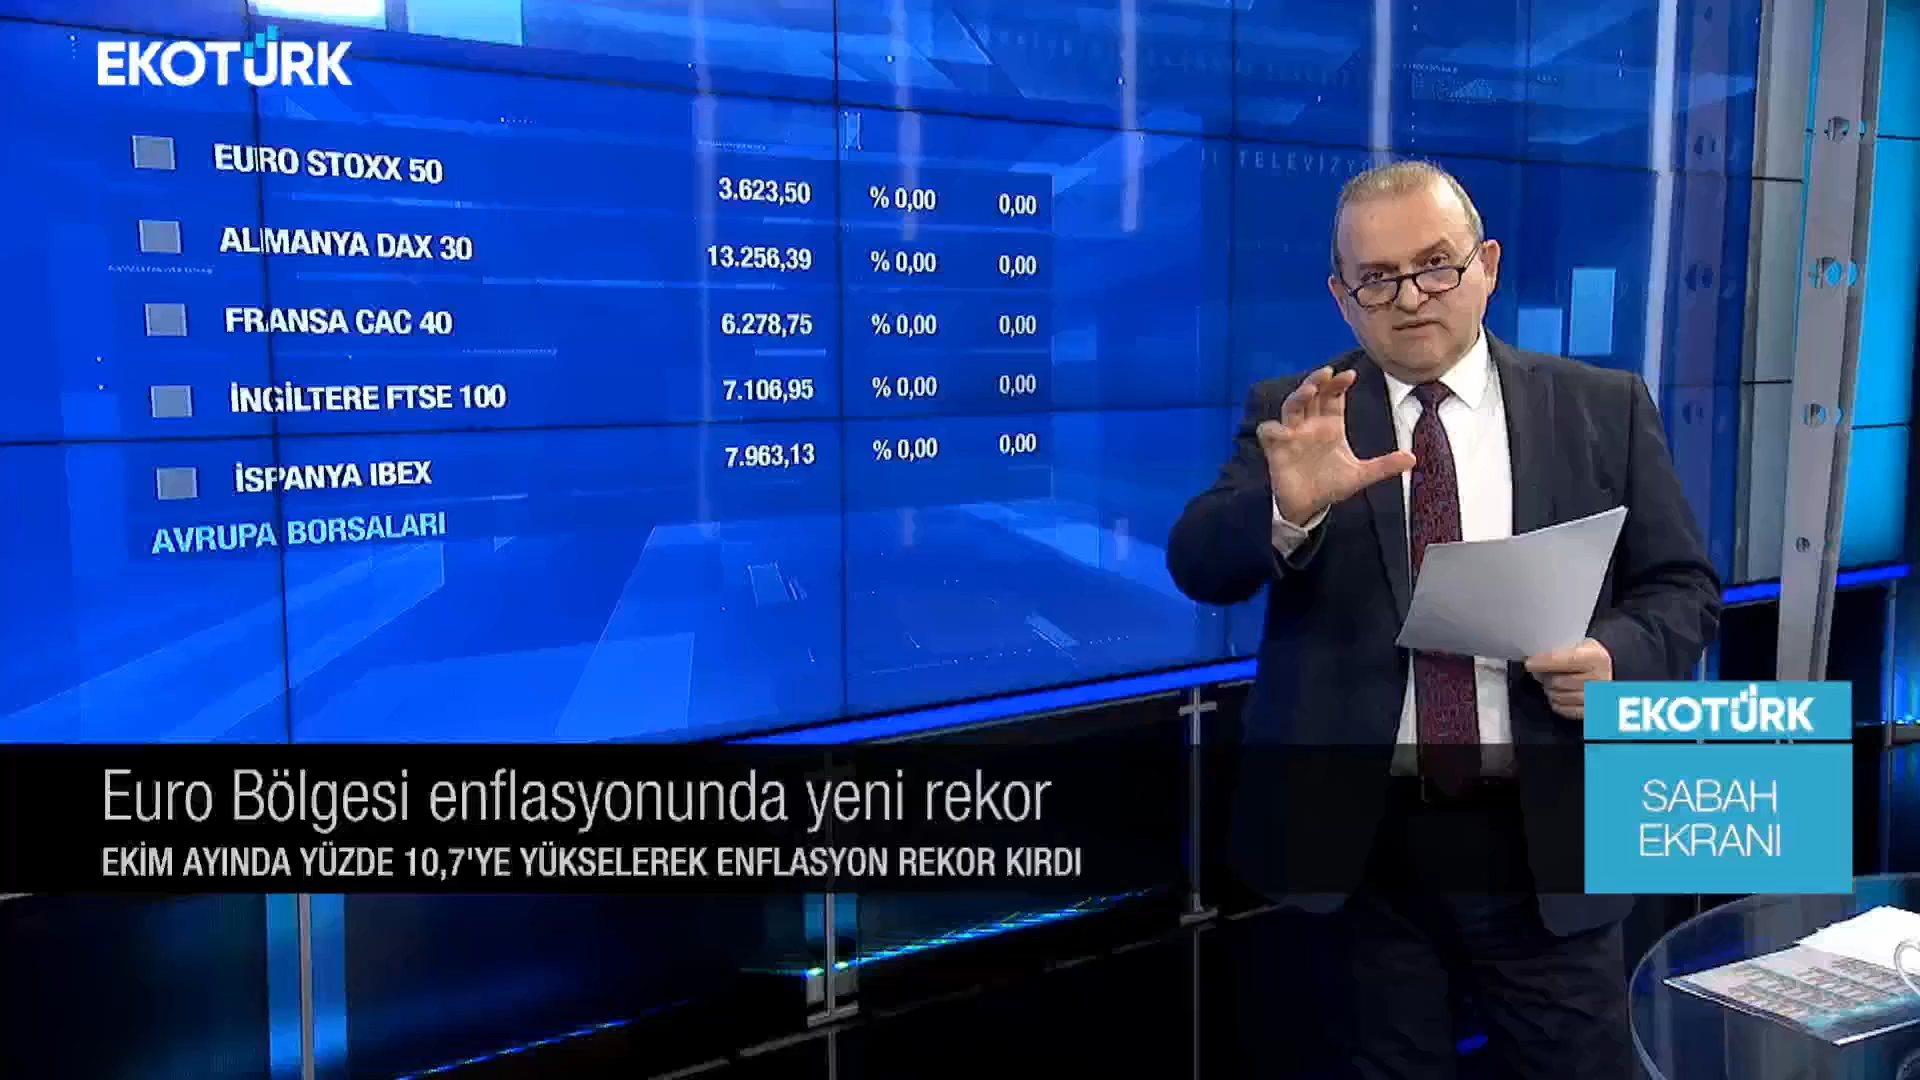 EKOTÜRK
EURO STOXX 50 3.623,50 % 0,00 0,00
ALMANYA DAX 30 13.256,39 % 0,00 0,00
FRANSA CAC 40 6.278,75 % 0,00 0,00
İNGİLTERE FTSE 100 7.106,95 % 0,00 0,00
İSPANYA IBEX 7.963,13 % 0,00 0,00
AVRUPA BORSALARI
EKOTÜRK
SABAH
EKRANI
Euro Bölgesi enflasyonunda yeni rekor
EKİM AYINDA YÜZDE 10,7'YE YÜKSELEREK ENFLASYON REKOR KIRDI